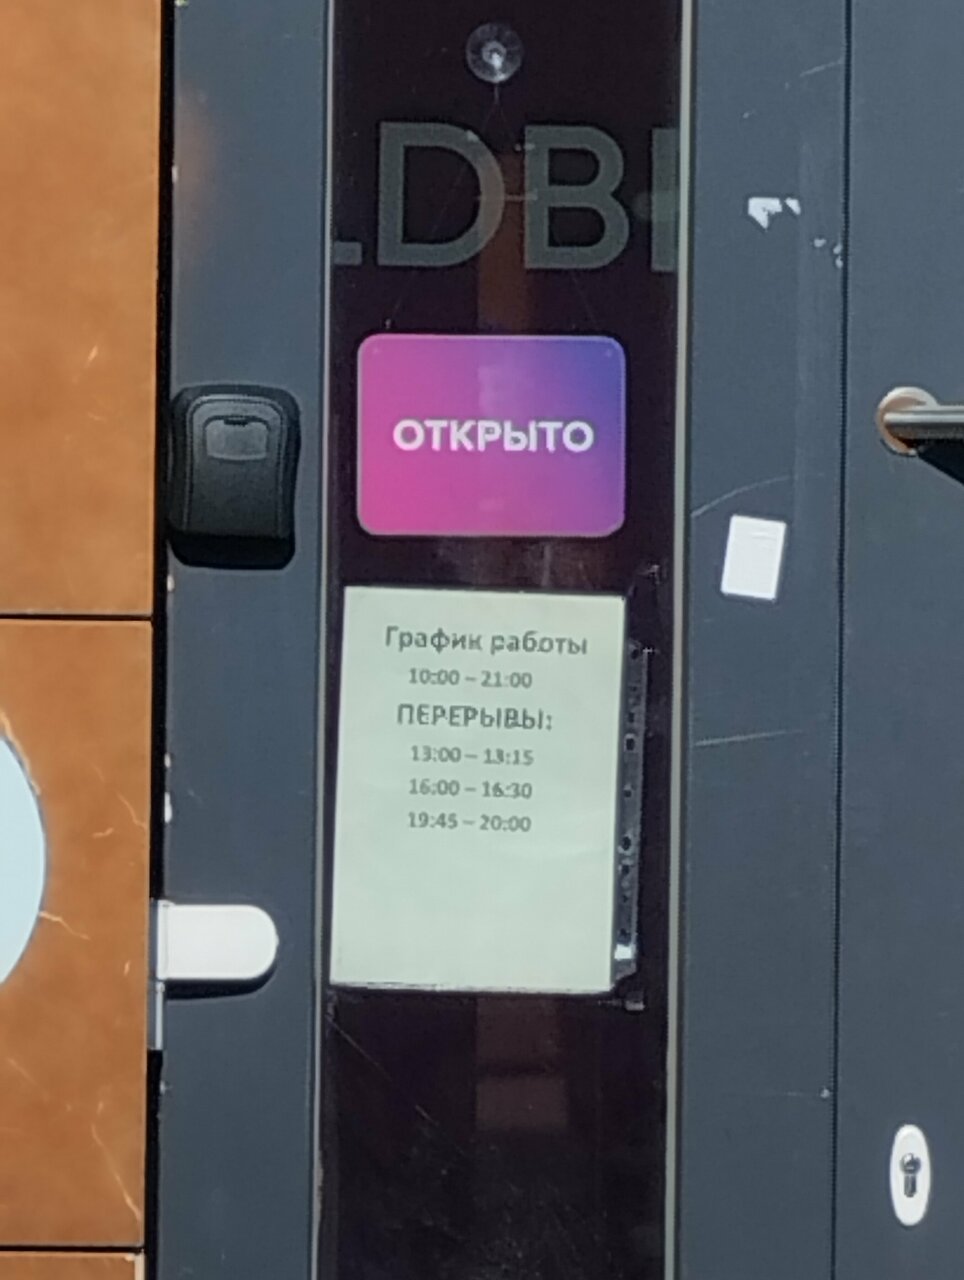 LDB
ОТКРЫТО
График работы
10:00 – 21:00
ПЕРЕРЫВЫ:
13:00 – 13:15
16:00 – 16:30
19:45 – 20:00